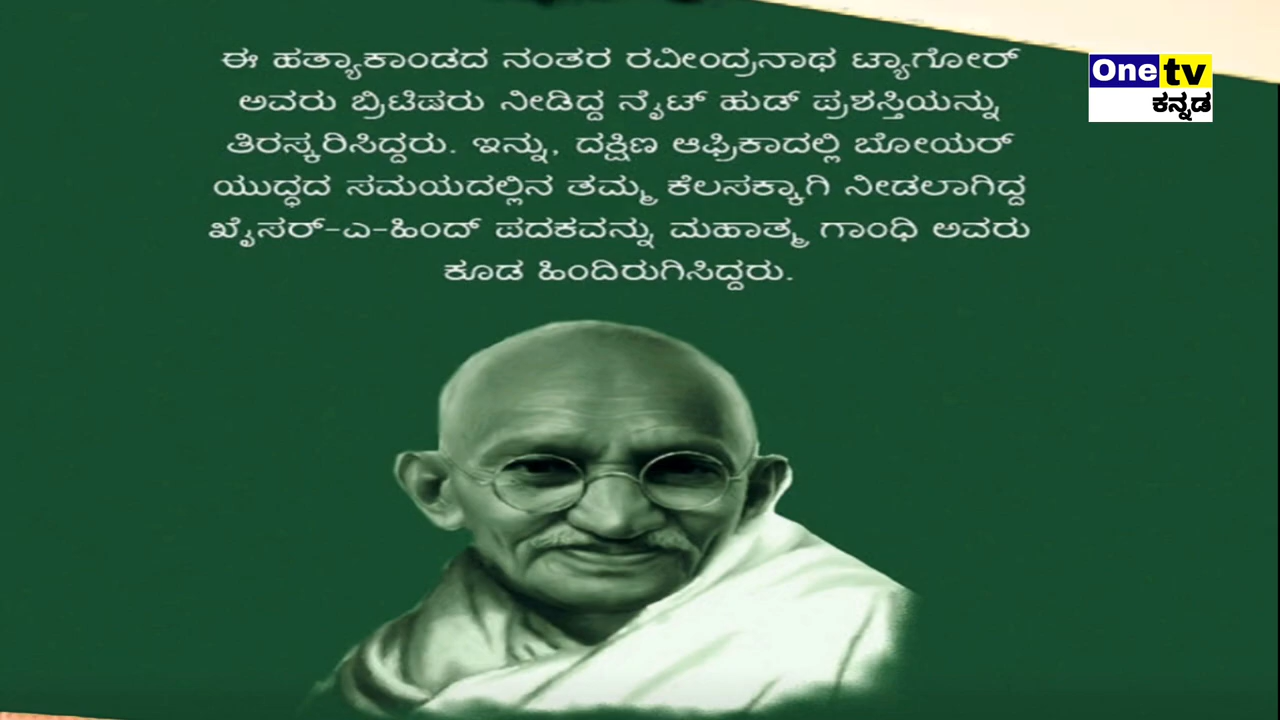 ಈ ಹತ್ಯಾಕಾಂಡದ ನಂತರ ರವೀಂದ್ರನಾಥ ಟ್ಯಾಗೋರ್
ಅವರು ಬ್ರಿಟಿಷರು ನೀಡಿದ್ದ ನೈಟ್ ಹುಡ್ ಪ್ರಶಸ್ತಿಯನ್ನು
ತಿರಸ್ಕರಿಸಿದ್ದರು. ಇನ್ನು, ದಕ್ಷಿಣ ಆಫ್ರಿಕಾದಲ್ಲಿ ಬೋಯರ್
ಯುದ್ಧದ ಸಮಯದಲ್ಲಿನ ತಮ್ಮ ಕೆಲಸಕ್ಕಾಗಿ ನೀಡಲಾಗಿದ್ದ
ಖೈಸರ್-ಎ-ಹಿಂದ್ ಪದಕವನ್ನು ಮಹಾತ್ಮ ಗಾಂಧಿ ಅವರು
ಕೂಡ ಹಿಂದಿರುಗಿಸಿದ್ದರು.
One tv
ಕನ್ನಡ